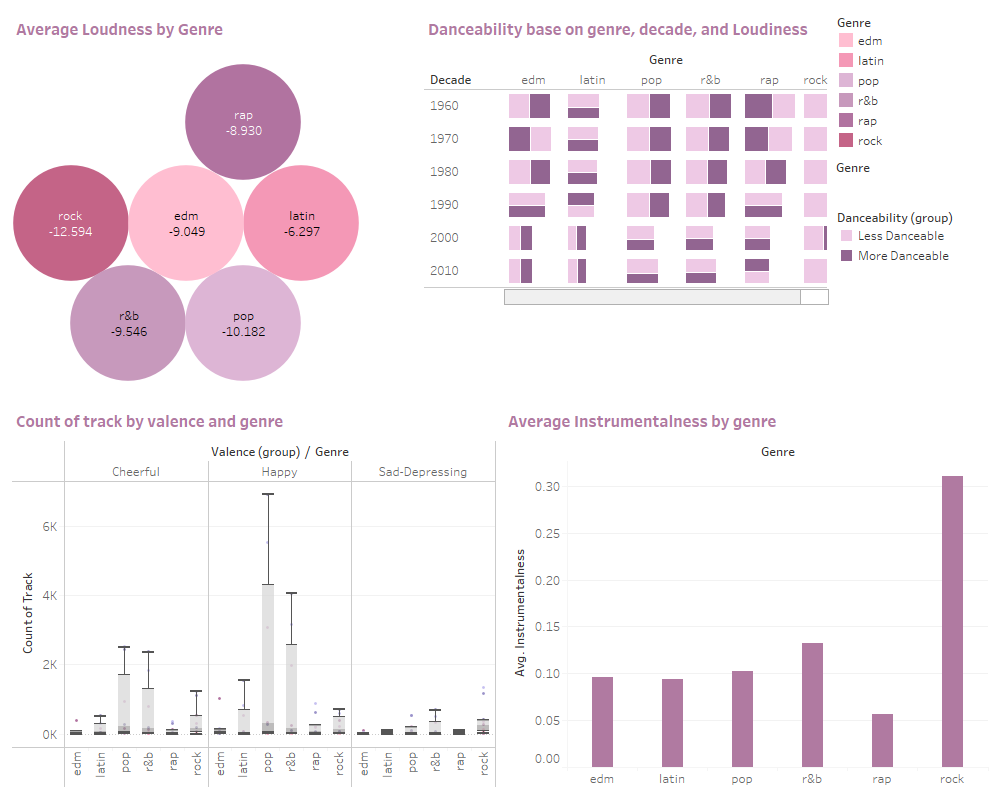 Average Loudness by Genre
rap
-8.930
rock
-12.594
edm
-9.049
latin
-6.297
r&b
-9.546
pop
-10.182
Danceability base on genre, decade, and Loudiness
Genre
Decade edm latin pop r&b rap rock
1960
1970
1980
1990
2000
2010
Genre
edm
latin
pop
r&b
rap
rock
Genre
Danceability (group)
Less Danceable
More Danceable
Count of track by valence and genre
Valence (group) / Genre
Cheerful Happy Sad-Depressing
Count of Track
6K
4K
2K
0K
edm latin pop r&b rap rock edm latin pop r&b rap rock edm latin pop r&b rap rock
Average Instrumentalness by genre
Genre
Avg. Instrumentalness
0.30
0.25
0.20
0.15
0.10
0.05
0.00
edm latin pop r&b rap rock